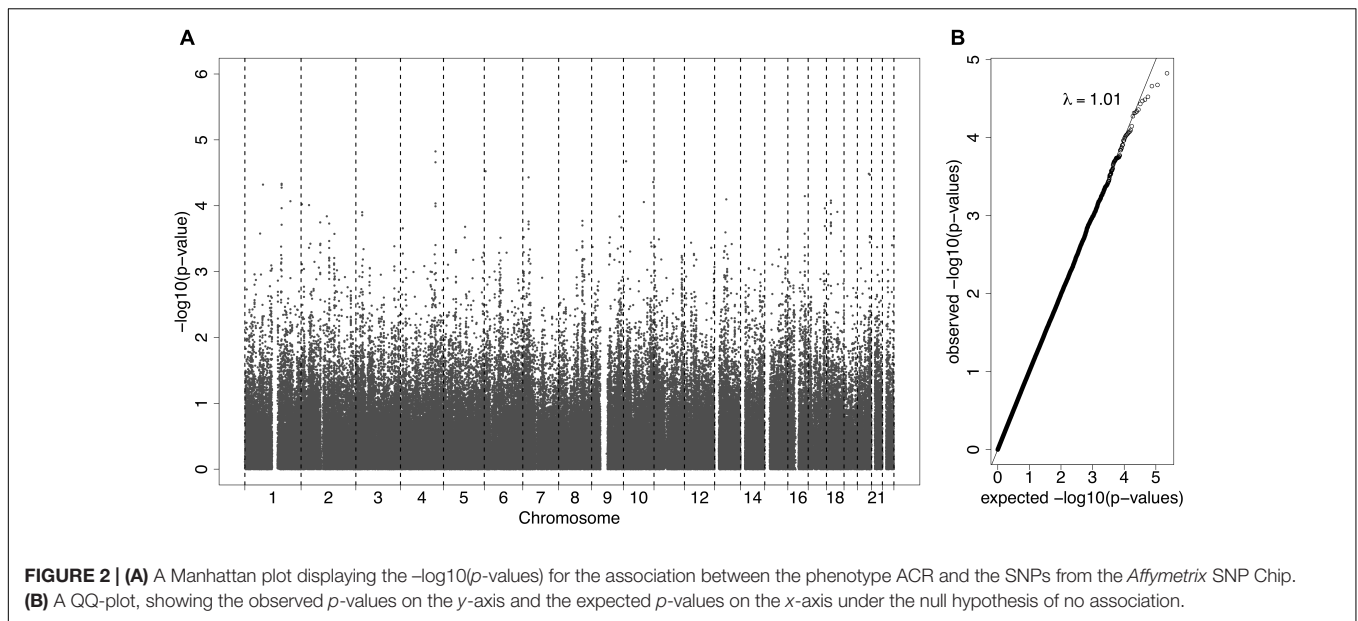 A
B
6
5
4
3
2
1
0
−log10(p−value)
1 2 3 4 5 6 7 8 9 10 12 14 16 18 21
Chromosome
5
4
3
2
1
0
observed −log10(p−values)
λ = 1.01
0 1 2 3 4 5
expected −log10(p−values)
FIGURE 2 | (A) A Manhattan plot displaying the –log10(p-values) for the association between the phenotype ACR and the SNPs from the Affymetrix SNP Chip.
(B) A QQ-plot, showing the observed p-values on the y-axis and the expected p-values on the x-axis under the null hypothesis of no association.